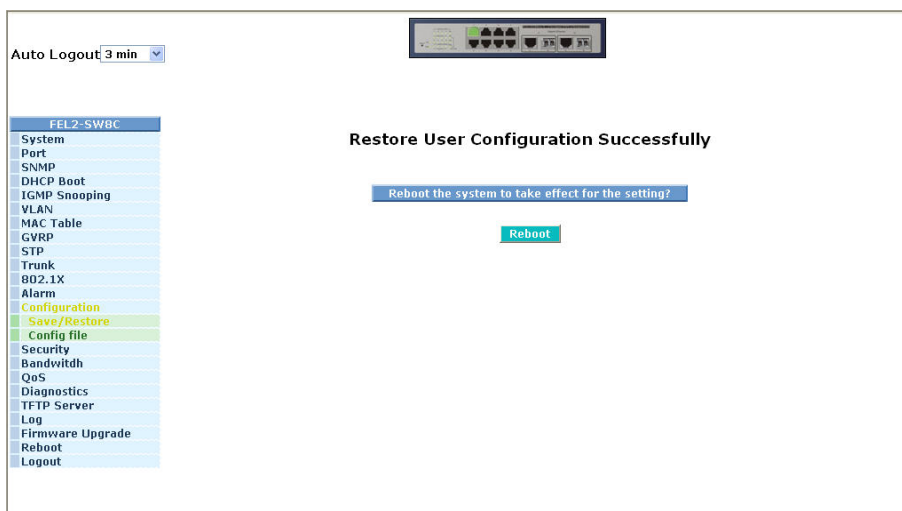 Auto Logout 3 min
FEL2-SW8C
System
Port
SNMP
DHCP Boot
IGMP Snooping
VLAN
MAC Table
GVRP
STP
Trunk
802.1X
Alarm
Configuration
Save/Restore
Config file
Security
Bandwitdh
QoS
Diagnostics
TFTP Server
Log
Firmware Upgrade
Reboot
Logout
Restore User Configuration Successfully
Reboot the system to take effect for the setting?
Reboot